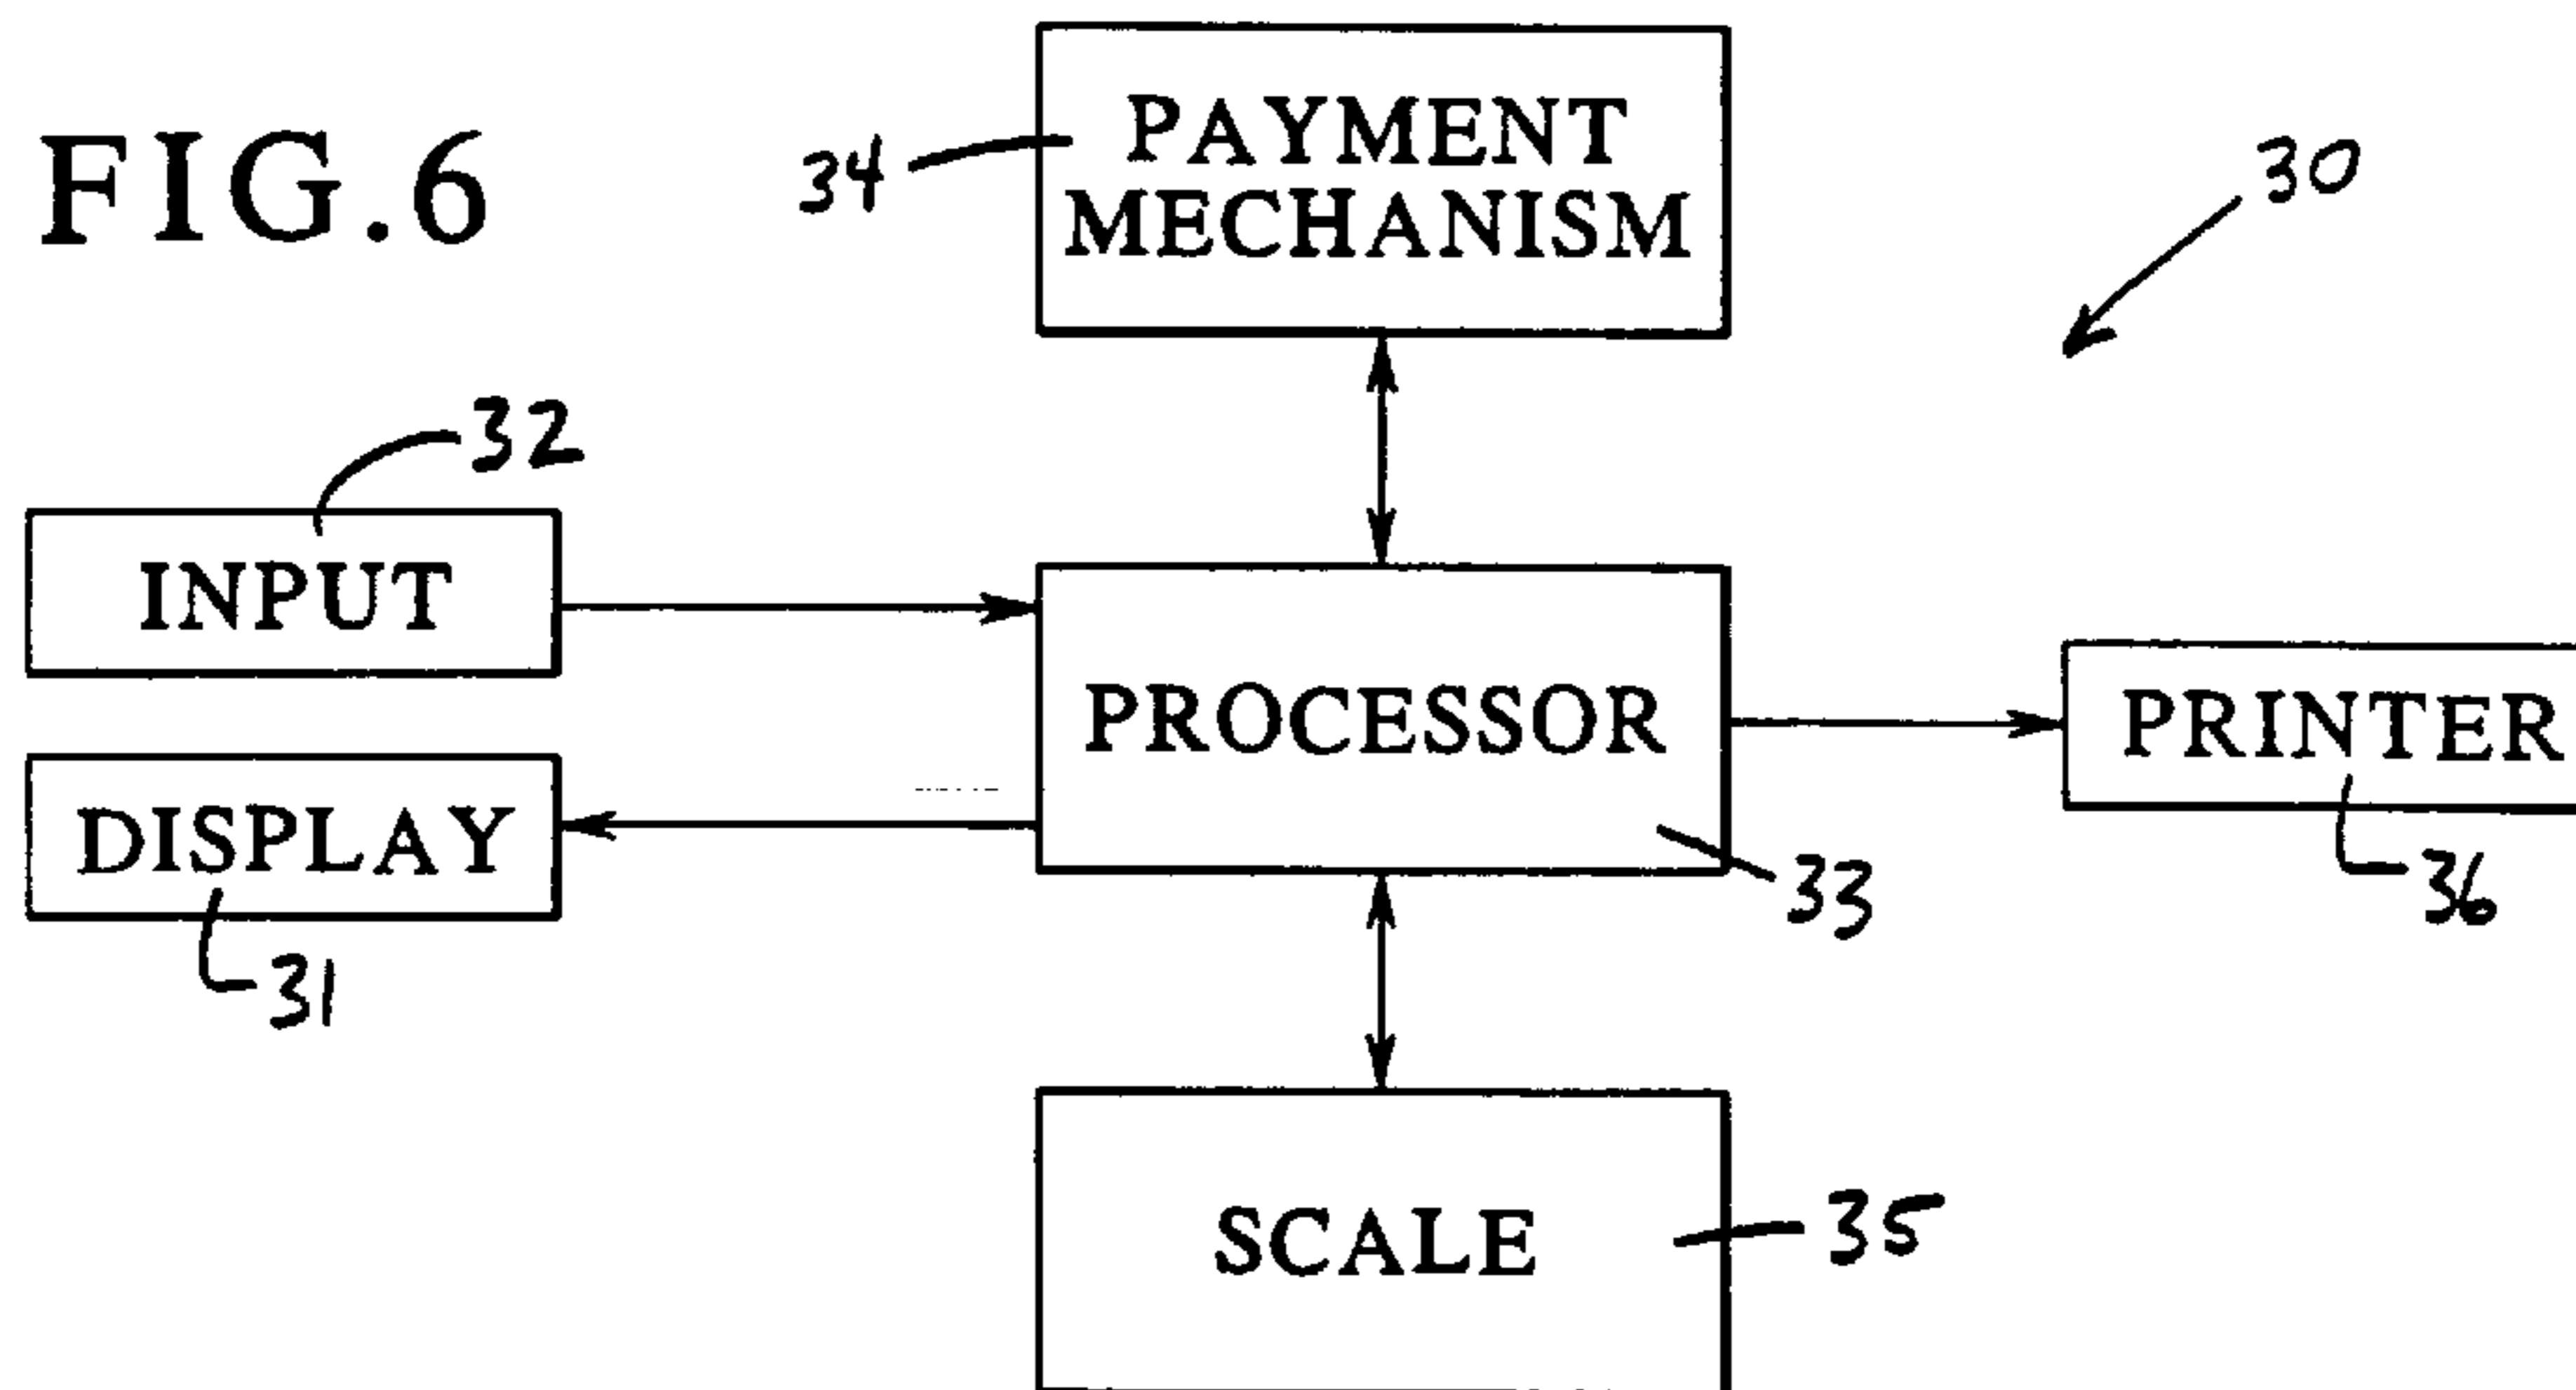 FIG.6
PAYMENT
MECHANISM
34
30
32
INPUT
PROCESSOR
PRINTER
DISPLAY
33
36
31
SCALE
35